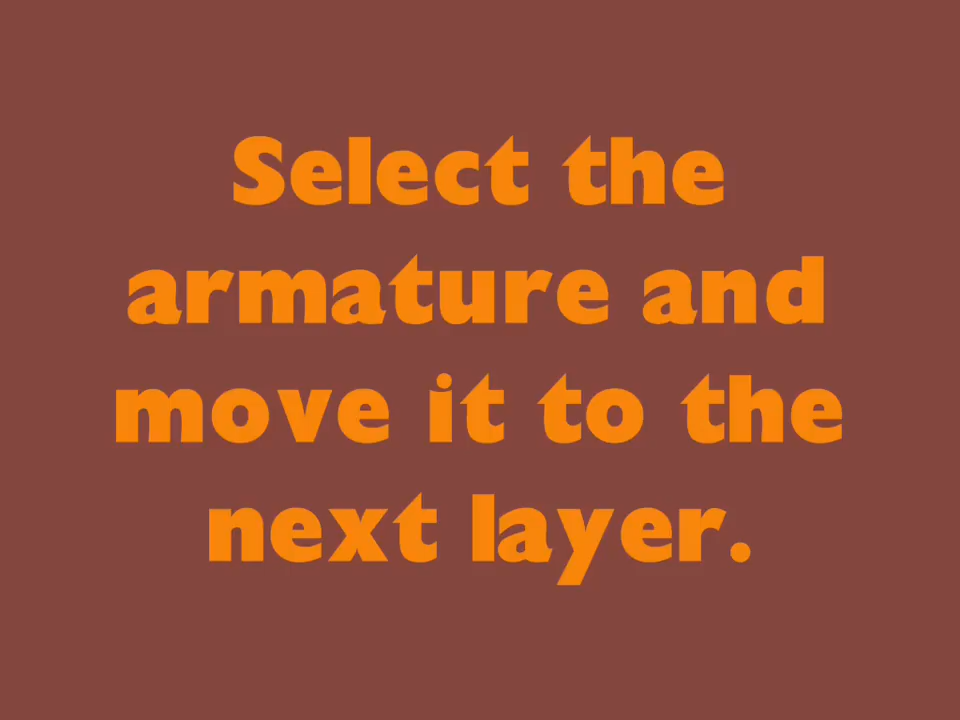 Select the
armature and
move it to the
next layer.